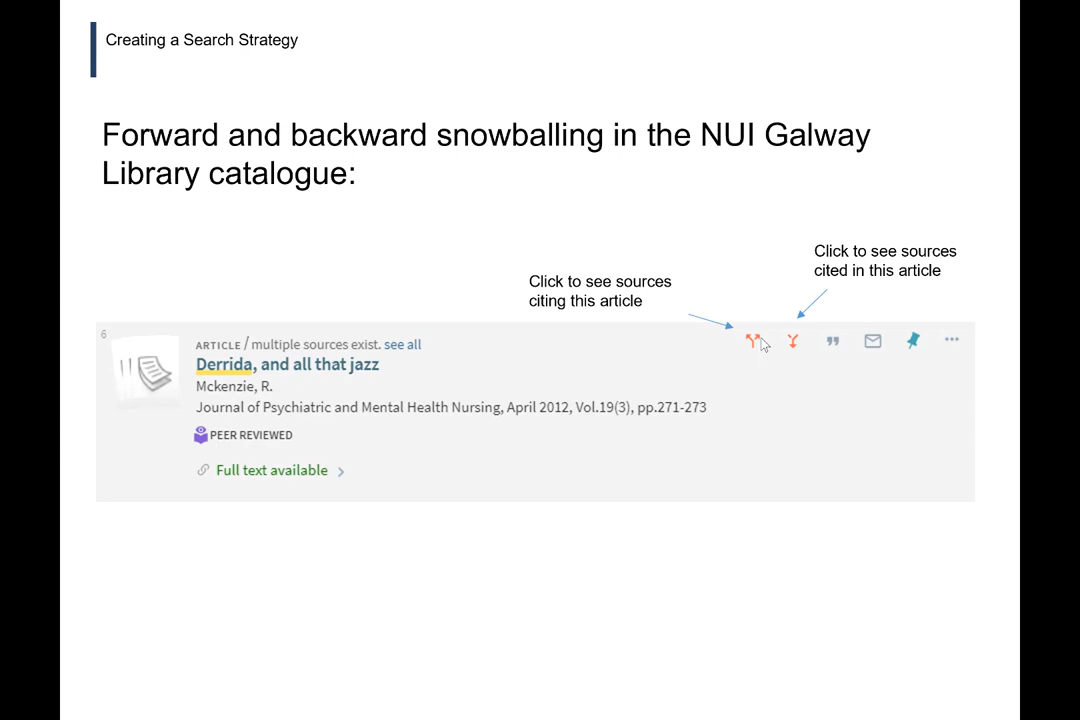 Creating a Search Strategy
Forward and backward snowballing in the NUI Galway
Library catalogue:
Click to see sources
cited in this article
Click to see sources
citing this article
6
ARTICLE / multiple sources exist. see all
Derrida, and all that jazz
Mckenzie, R.
Journal of Psychiatric and Mental Health Nursing, April 2012, Vol.19(3), pp.271-273
PEER REVIEWED
Full text available